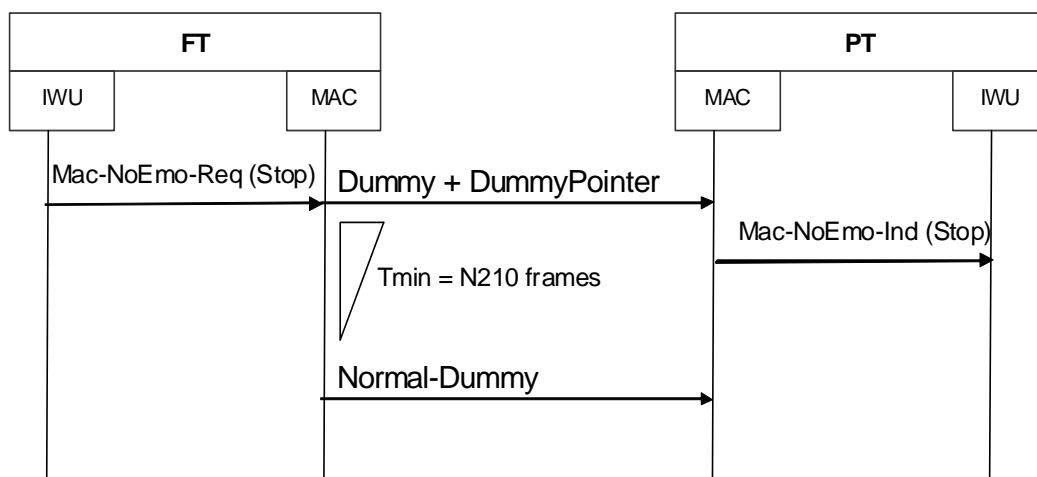 FT
PT
IWU
MAC
MAC
IWU
Mac-NoEmo-Req (Stop)
Dummy + DummyPointer
Mac-NoEmo-Ind (Stop)
Tmin = N210 frames
Normal-Dummy